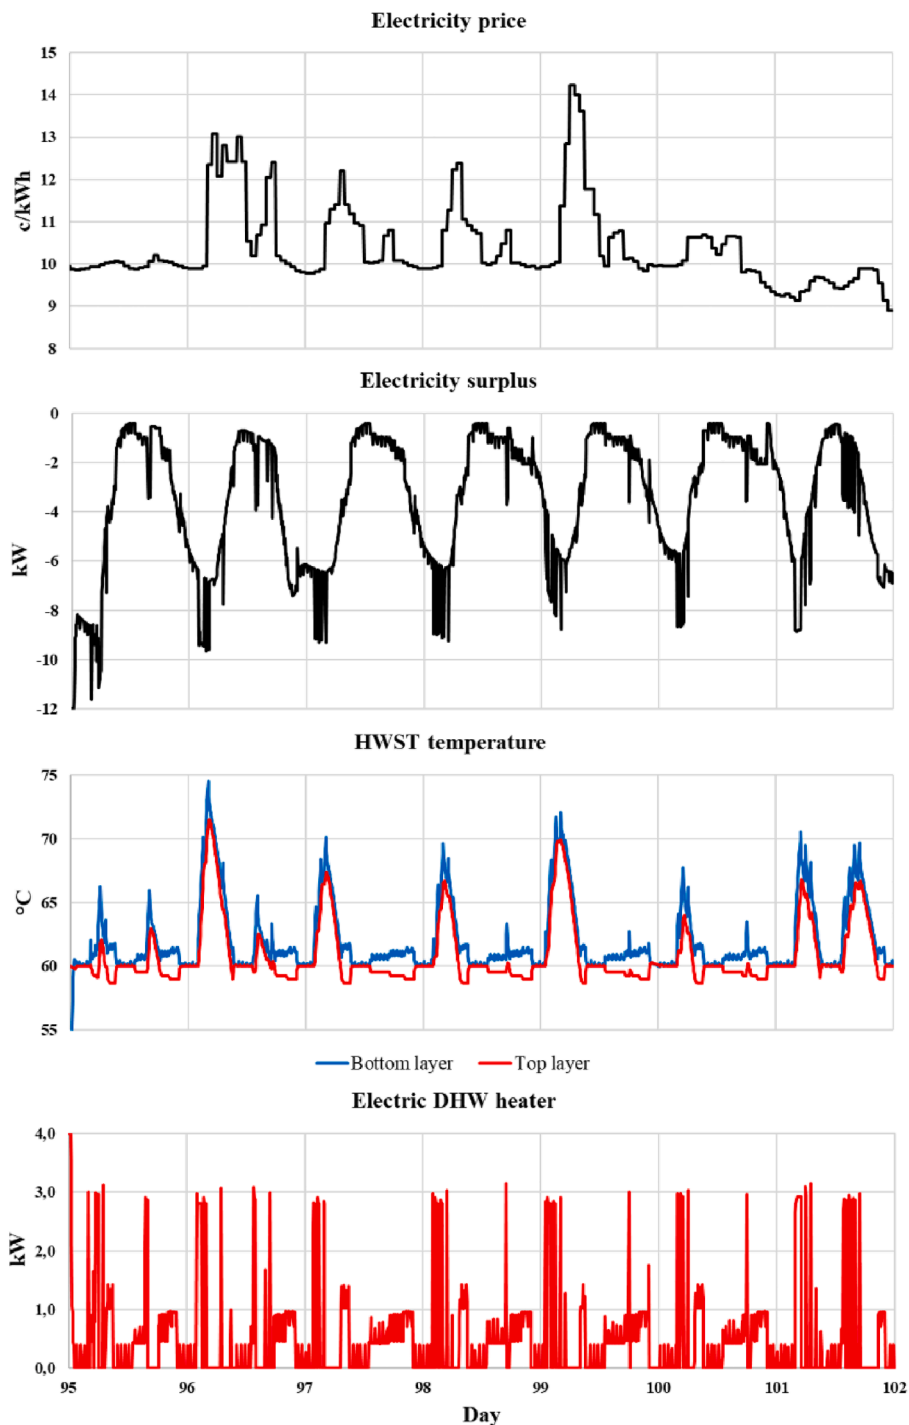 Electricity price
15
14
13
12
11
10
9
8
c/kWh
Electricity surplus
0
-2
-4
-6
-8
-10
-12
kW
HWST temperature
75
70
65
60
55
°C
Bottom layer Top layer
Electric DHW heater
4,0
3,0
2,0
1,0
0,0
kW
95 96 97 98 99 100 101 102
Day